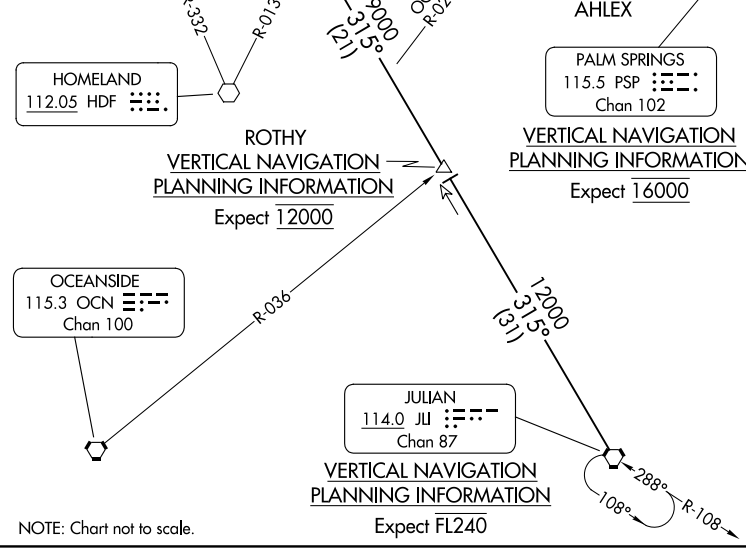 R-332
R-013
9000
315°
(21)
AHLEX
HOMELAND
112.05 HDF
PALM SPRINGS
115.5 PSP
Chan 102
VERTICAL NAVIGATION
PLANNING INFORMATION
Expect 16000
ROTHY
VERTICAL NAVIGATION
PLANNING INFORMATION
Expect 12000
OCEANSIDE
115.3 OCN
Chan 100
R-036
12000
315°
(31)
JULIAN
114.0 JLI
Chan 87
VERTICAL NAVIGATION
PLANNING INFORMATION
Expect FL240
288°
108°
R-108
NOTE: Chart not to scale.